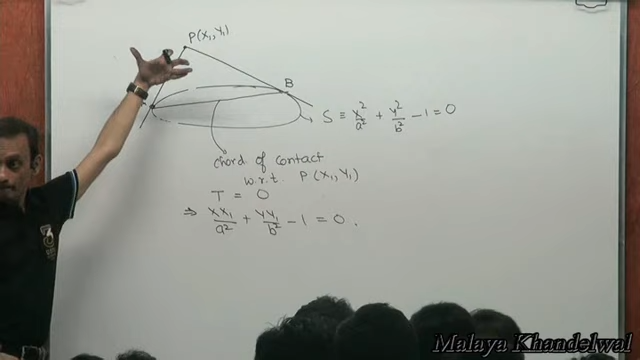 P(x₁,y₁)
B
S ≡ x²/a² + y²/b² - 1 = 0
chord of contact
w.r.t. P(x₁,y₁)
T = 0
⇒ xx₁/a² + yy₁/b² - 1 = 0.
Malaya Khandelwal